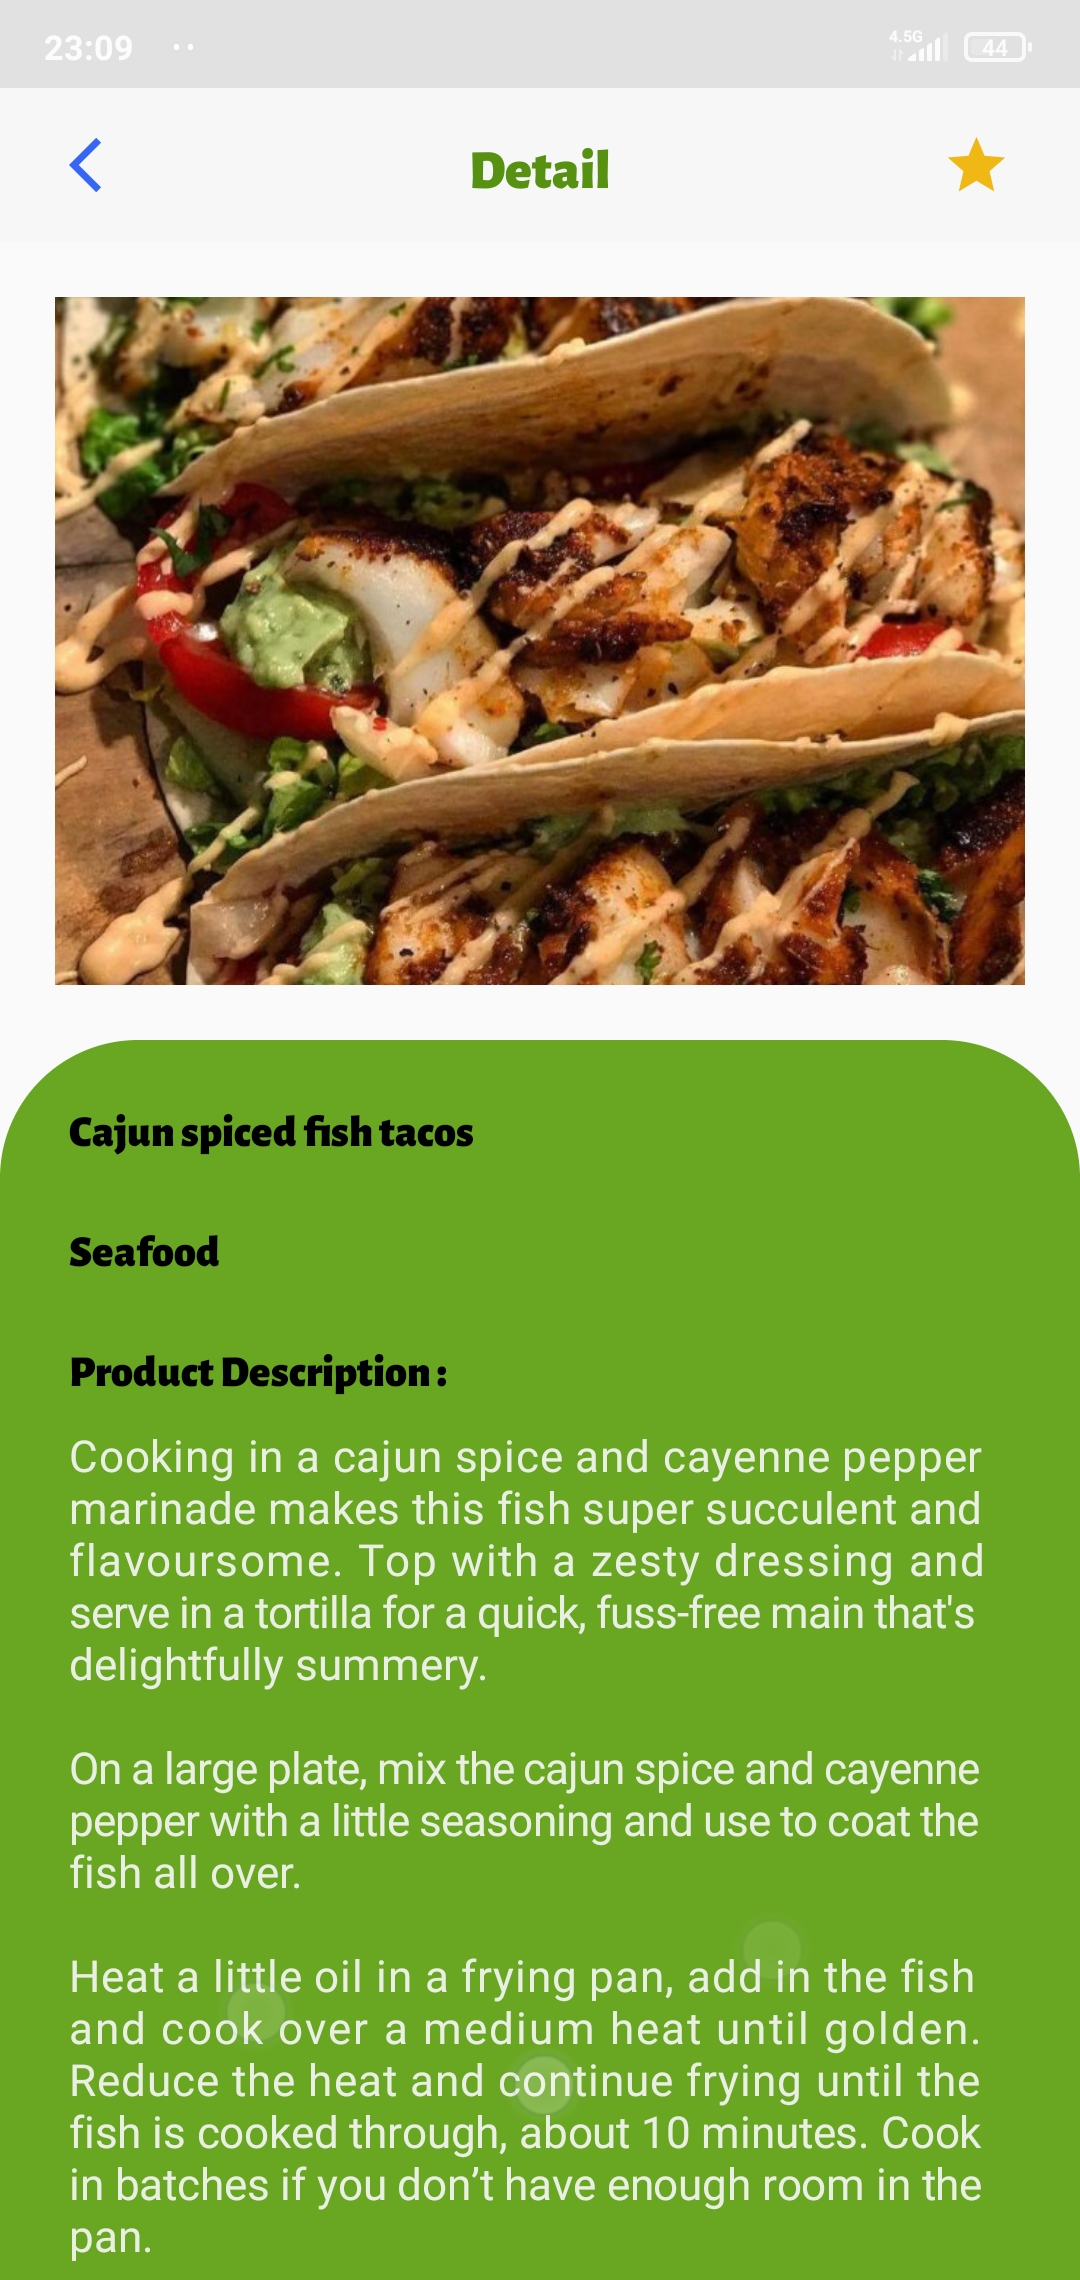 23:09
4.5G
44
Detail
Cajun spiced fish tacos
Seafood
Product Description :
Cooking in a cajun spice and cayenne pepper
marinade makes this fish super succulent and
flavoursome. Top with a zesty dressing and
serve in a tortilla for a quick, fuss-free main that's
delightfully summery.
On a large plate, mix the cajun spice and cayenne
pepper with a little seasoning and use to coat the
fish all over.
Heat a little oil in a frying pan, add in the fish
and cook over a medium heat until golden.
Reduce the heat and continue frying until the
fish is cooked through, about 10 minutes. Cook
in batches if you don’t have enough room in the
pan.